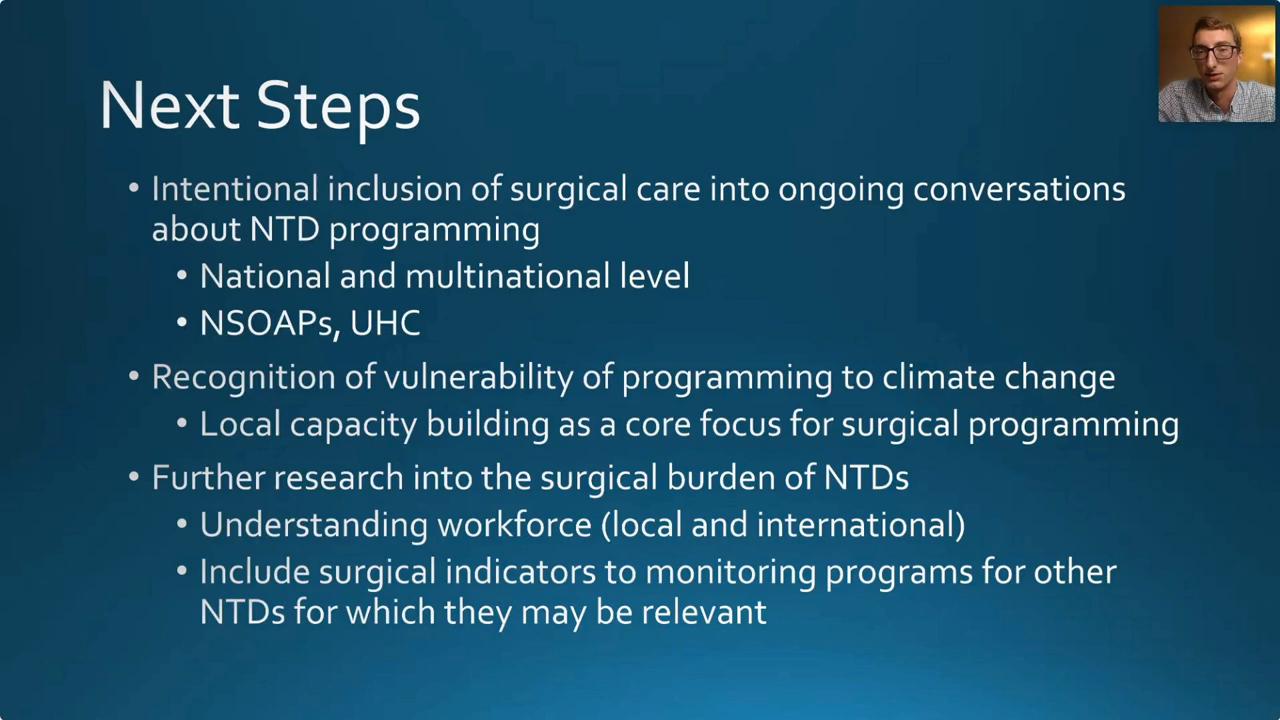 Next Steps
• Intentional inclusion of surgical care into ongoing conversations
about NTD programming
• National and multinational level
• NSOAPs, UHC
• Recognition of vulnerability of programming to climate change
• Local capacity building as a core focus for surgical programming
• Further research into the surgical burden of NTDs
• Understanding workforce (local and international)
• Include surgical indicators to monitoring programs for other
NTDs for which they may be relevant